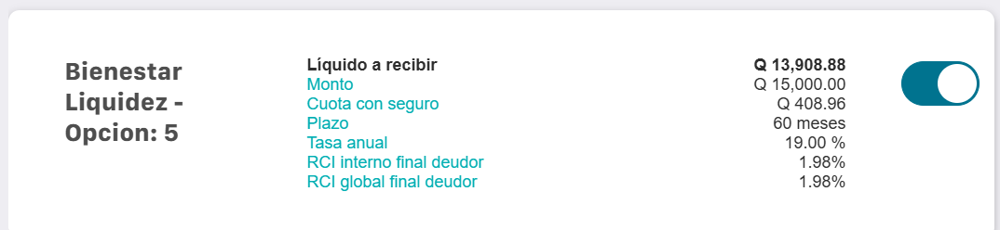 Bienestar
Liquidez -
Opcion: 5
Líquido a recibir Q 13,908.88
Monto Q 15,000.00
Cuota con seguro Q 408.96
Plazo 60 meses
Tasa anual 19.00 %
RCI interno final deudor 1.98%
RCI global final deudor 1.98%